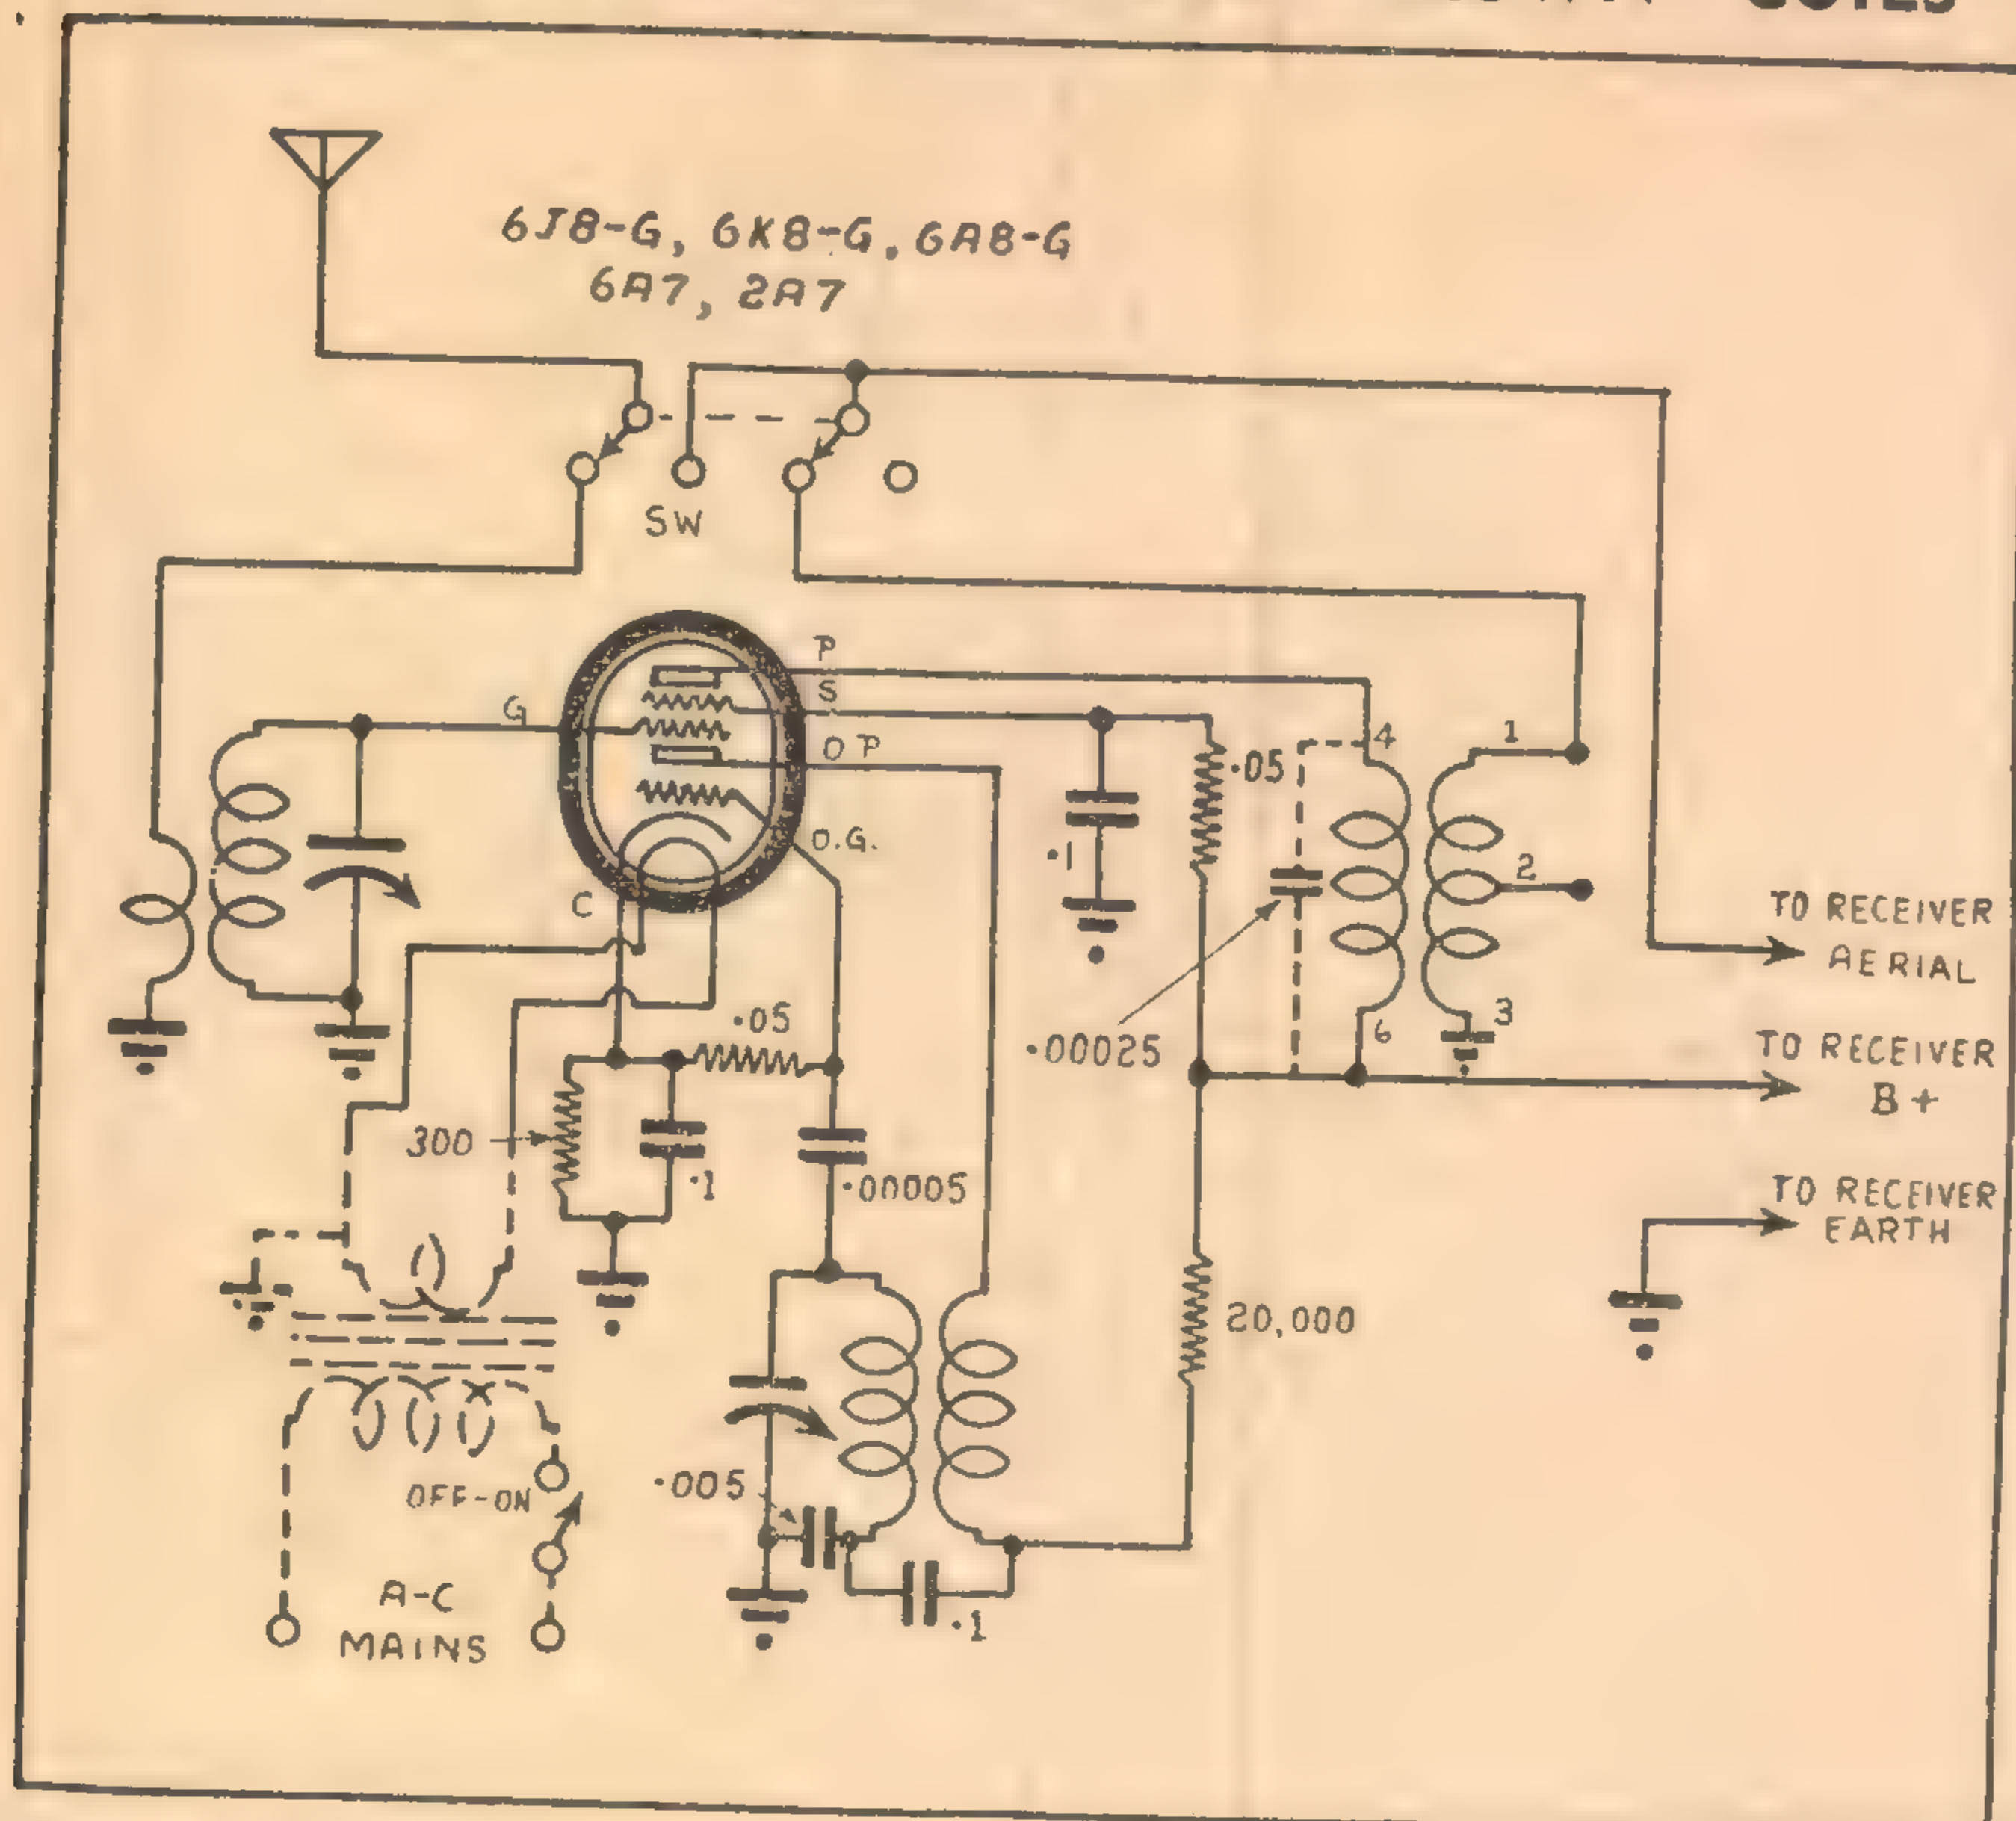 6J8-G, 6K8-G, 6A8-G
6A7, 2A7
SW
P
S
G
O P
O.G.
C
·05
4
1
·1
2
3
6
·00025
TO RECEIVER
AERIAL
TO RECEIVER
B+
TO RECEIVER
EARTH
·05
300
·1
·00005
20,000
·005
OFF-ON
A-C
MAINS
·1